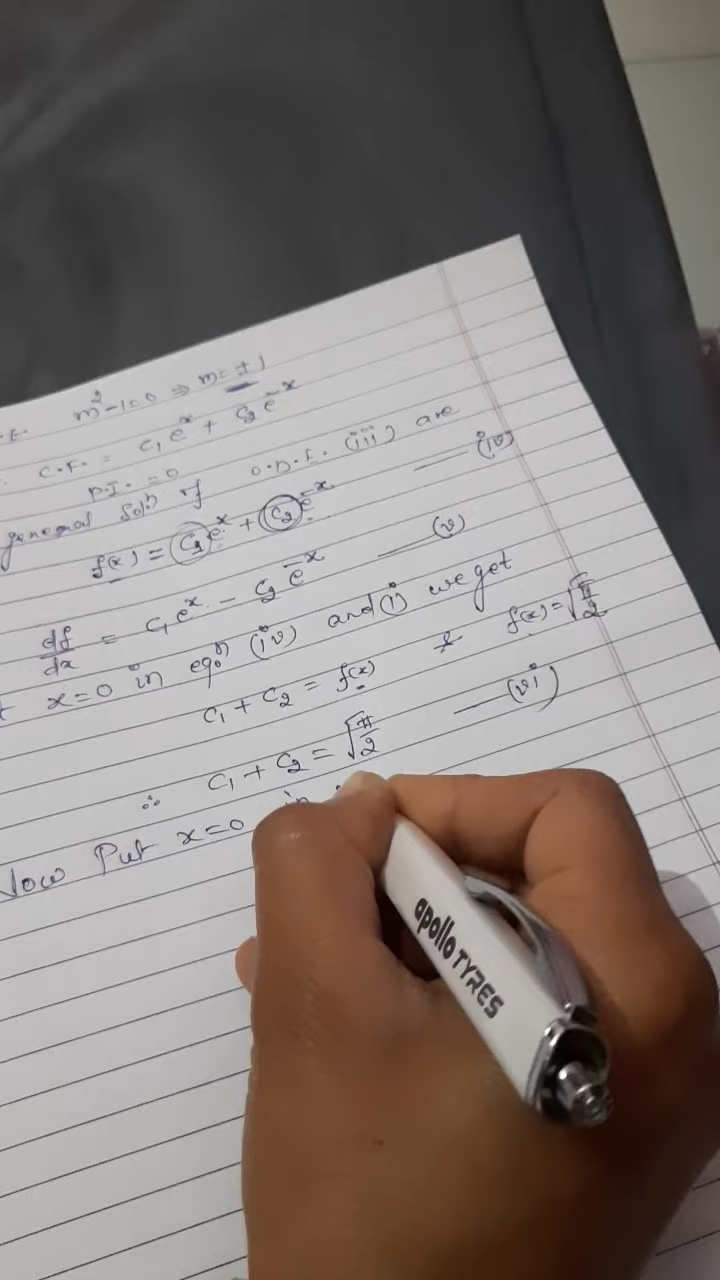 m²-1=0 ⇒ m=±1
C.F. = C₁eˣ + C₂e⁻ˣ
P.I. = 0
general Solⁿ of O.D.E. (iii) are
f(x) = C₁eˣ + C₂e⁻ˣ —(iv)
df/dx = C₁eˣ - C₂e⁻ˣ —(v)
x=0 in eqⁿ (iv) and (i) we get
C₁ + C₂ = f(x) & f(x)=√π/2
∴ C₁ + C₂ = √π/2 —(vi)
Now Put x=0 in
apollo TYRES